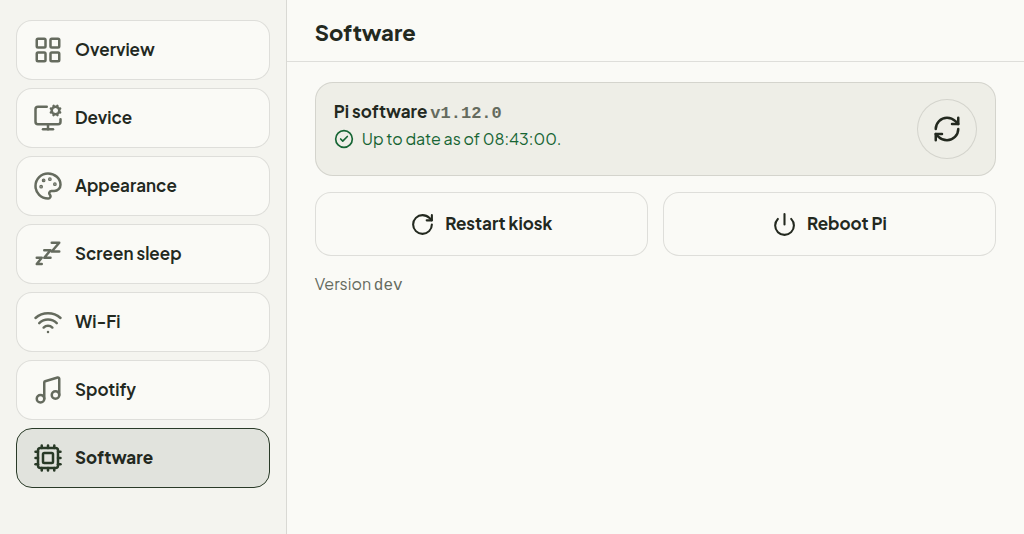 Overview
Device
Appearance
Screen sleep
Wi-Fi
Spotify
Software
Software
Pi software v1.12.0
Up to date as of 08:43:00.
Restart kiosk
Reboot Pi
Version dev